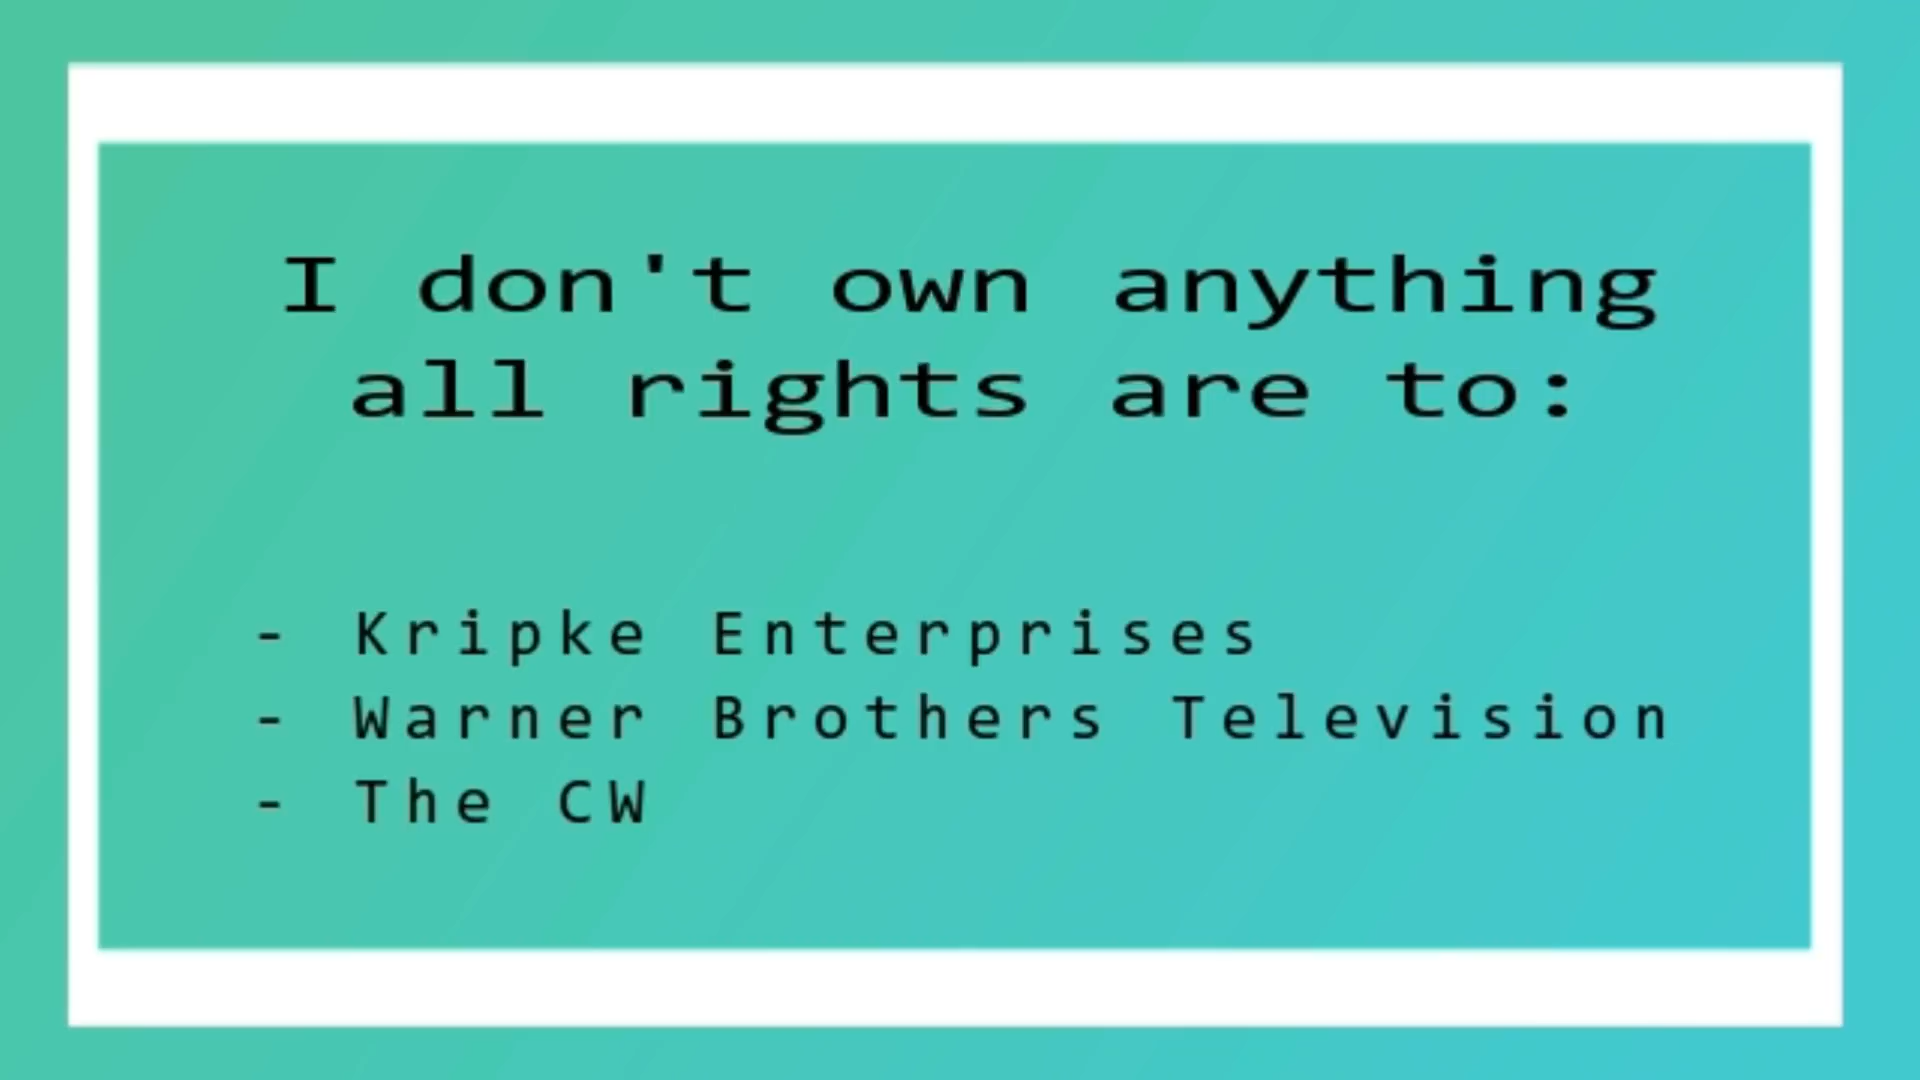 I don't own anything
all rights are to:
- Kripke Enterprises
- Warner Brothers Television
- The CW